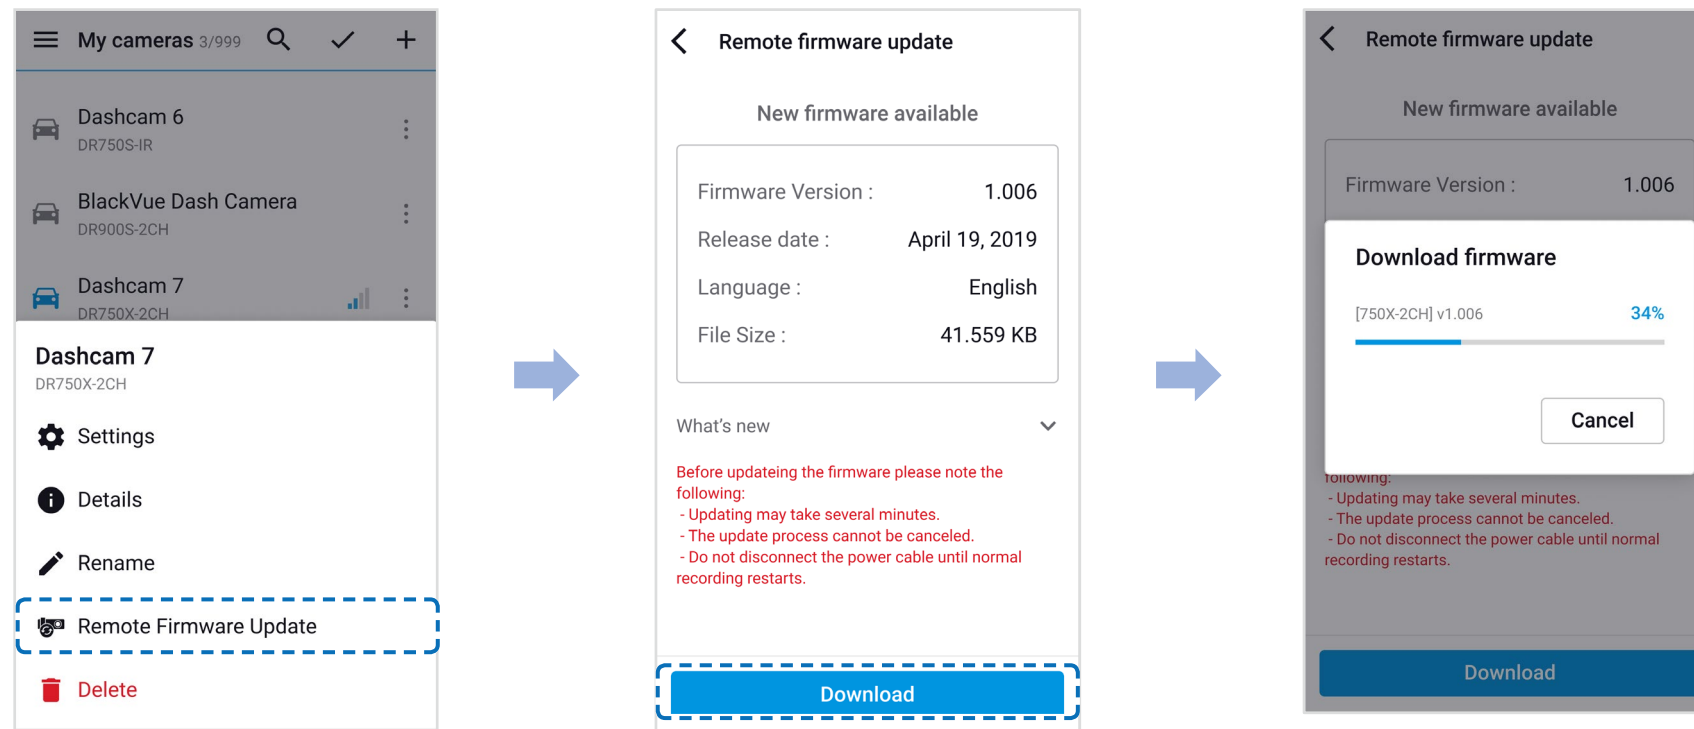 My cameras 3/999
Dashcam 6
DR750S-IR
BlackVue Dash Camera
DR900S-2CH
Dashcam 7
DR750X-2CH
Dashcam 7
DR750X-2CH
Settings
Details
Rename
Remote Firmware Update
Delete
Remote firmware update
New firmware available
Firmware Version : 1.006
Release date : April 19, 2019
Language : English
File Size : 41.559 KB
What's new
Before updateing the firmware please note the
following:
- Updating may take several minutes.
- The update process cannot be canceled.
- Do not disconnect the power cable until normal
recording restarts.
Download
Remote firmware update
New firmware available
Firmware Version : 1.006
Download firmware
[750X-2CH] v1.006 34%
Cancel
following:
- Updating may take several minutes.
- The update process cannot be canceled.
- Do not disconnect the power cable until normal
recording restarts.
Download